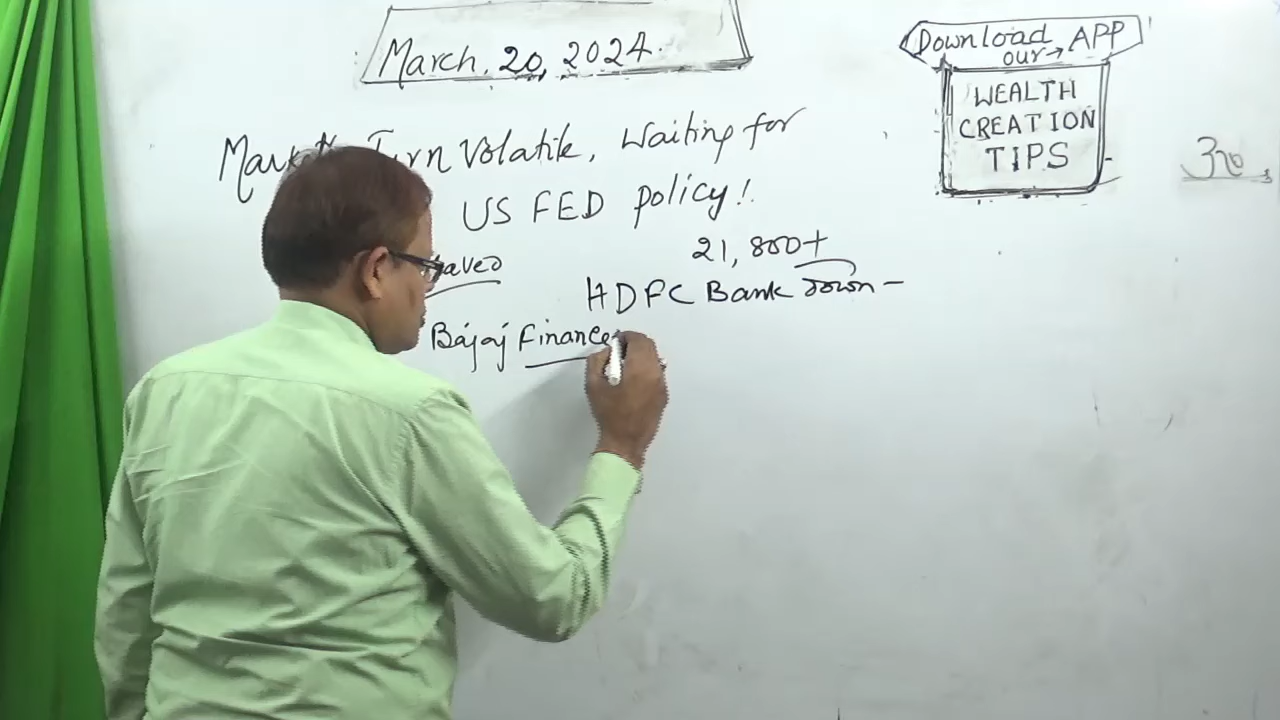 March. 20, 2024.
Download APP
our →
WEALTH
CREATION
TIPS
Turn Volatile, Waiting for
US FED policy!!
21,800+
HDFC Bank down –
Bajaj Finance